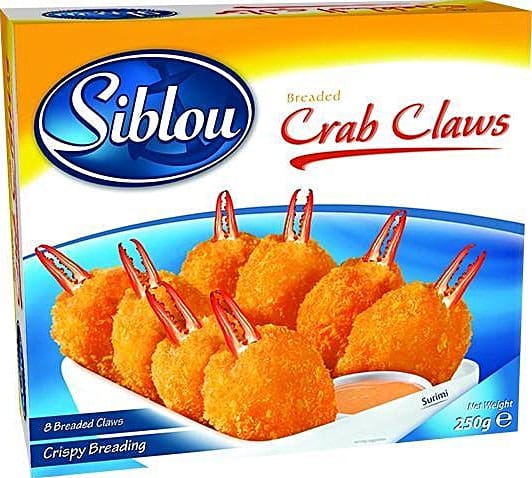 Siblou
Breaded
Crab Claws
Surimi
Net Weight
250g e
8 Breaded Claws
Crispy Breading